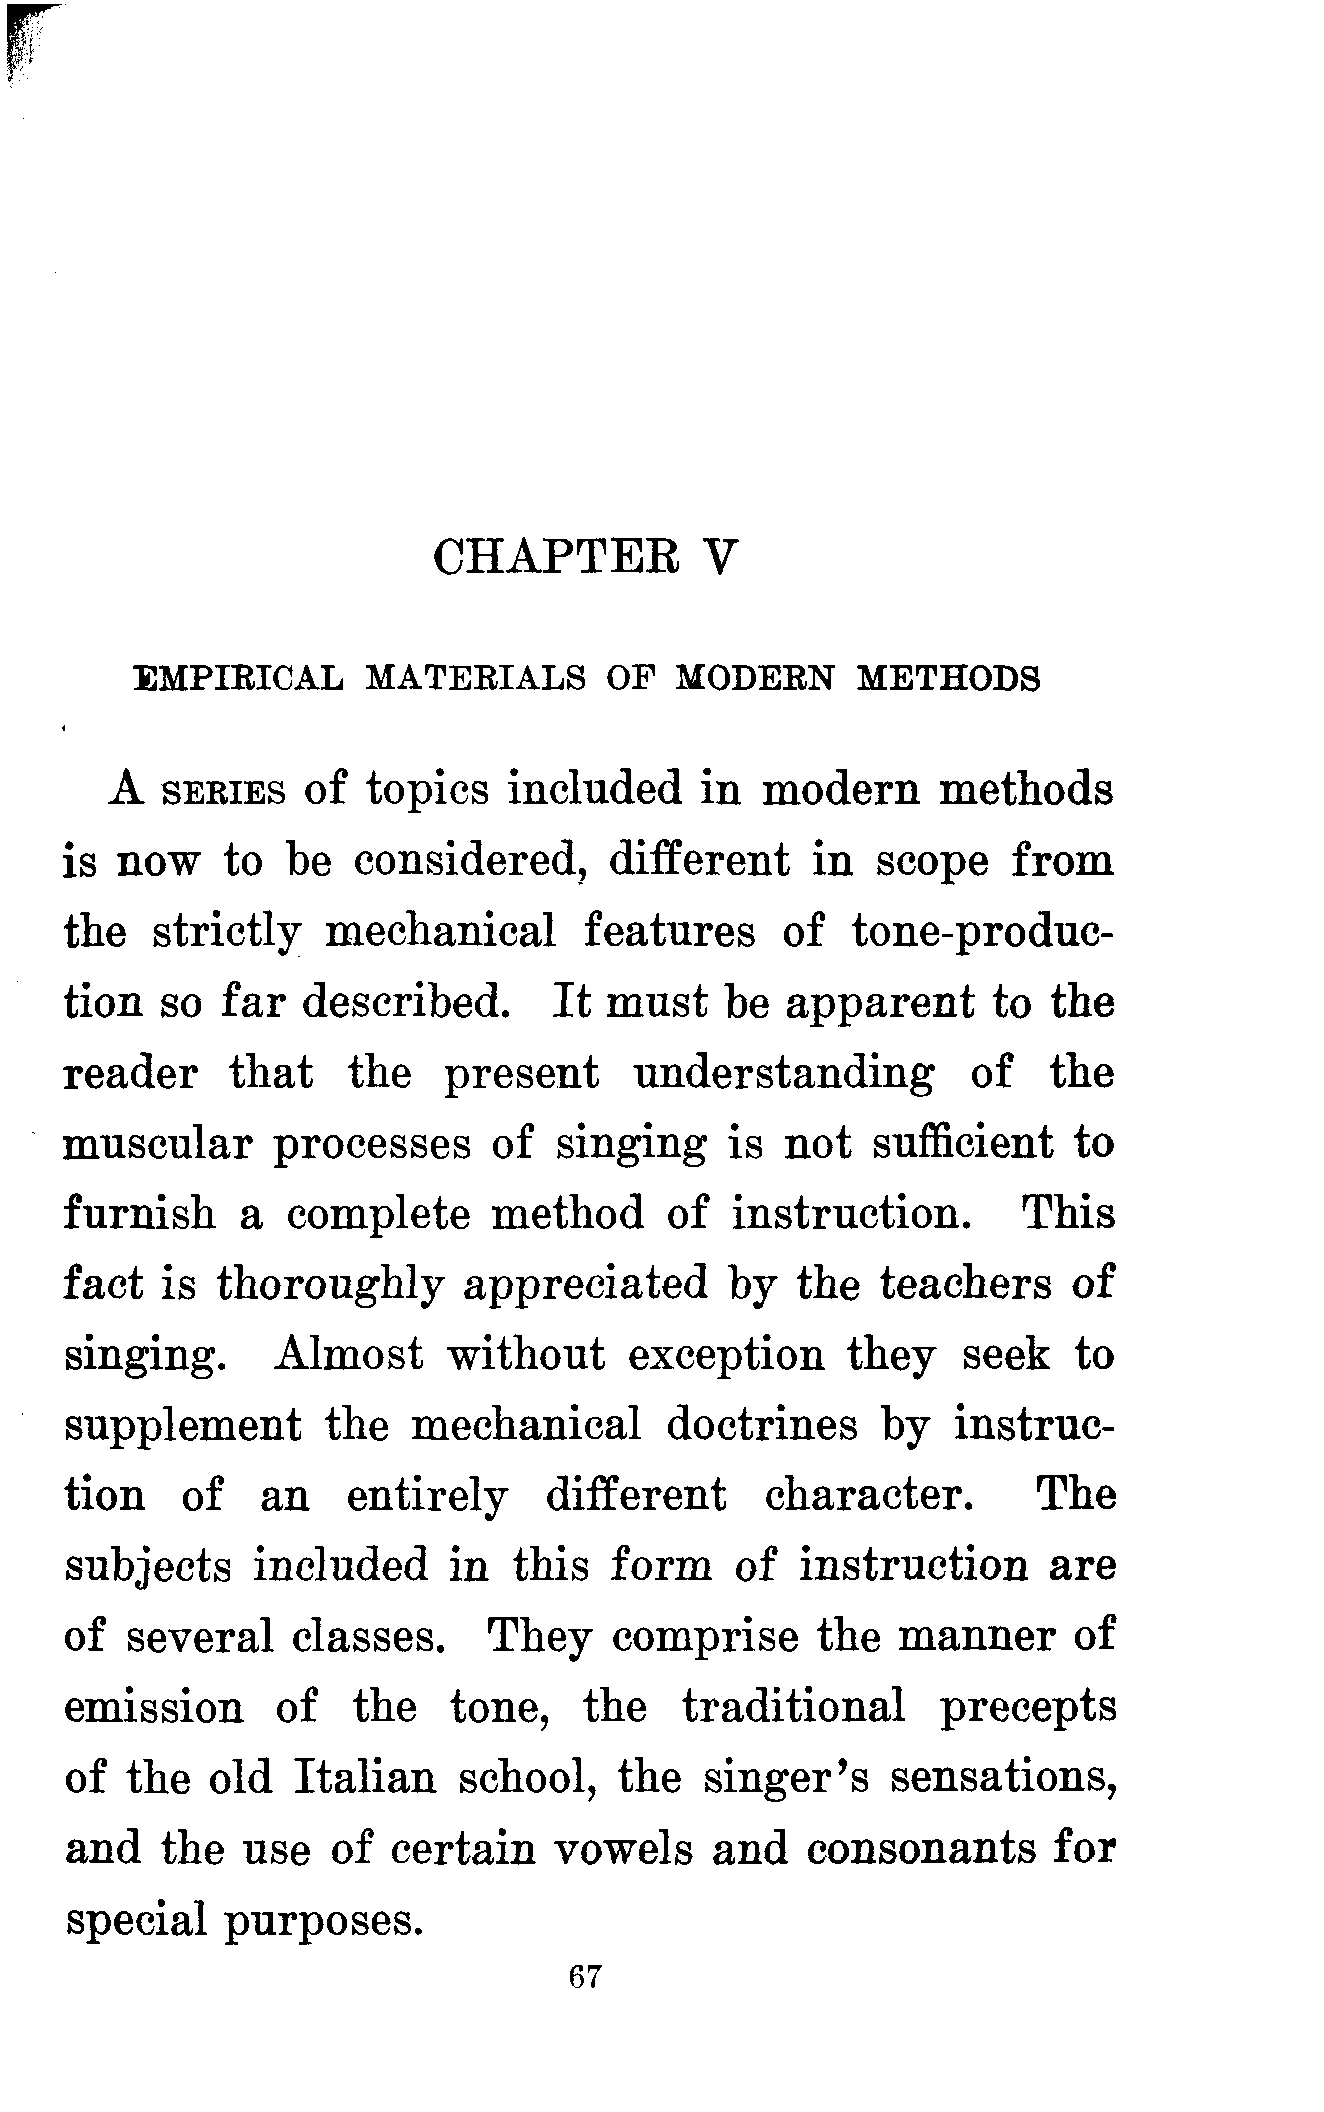 CHAPTER V
EMPIRICAL MATERIALS OF MODERN METHODS
A SERIES of topics included in modern methods
is now to be considered, different in scope from
the strictly mechanical features of tone-produc-
tion so far described. It must be apparent to the
reader that the present understanding of the
muscular processes of singing is not sufficient to
furnish a complete method of instruction. This
fact is thoroughly appreciated by the teachers of
singing. Almost without exception they seek to
supplement the mechanical doctrines by instruc-
tion of an entirely different character. The
subjects included in this form of instruction are
of several classes. They comprise the manner of
emission of the tone, the traditional precepts
of the old Italian school, the singer's sensations,
and the use of certain vowels and consonants for
special purposes.
67